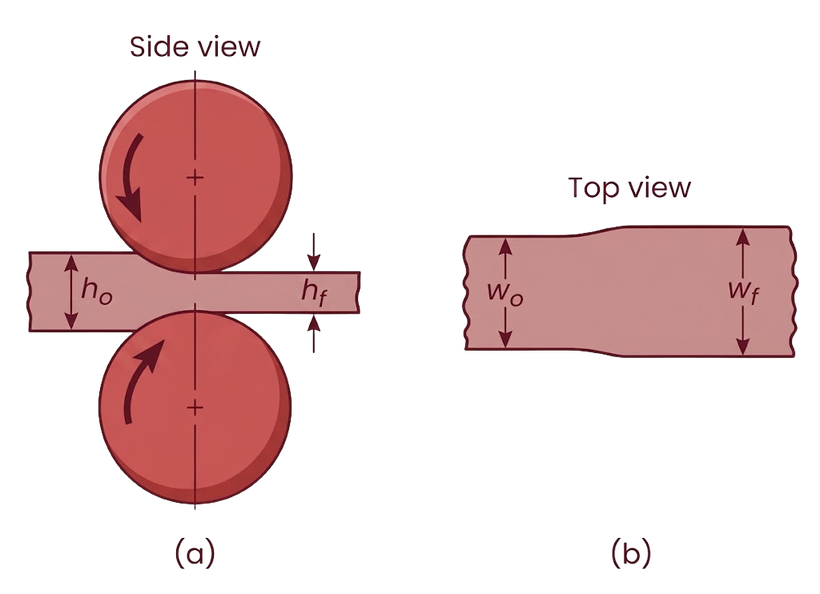 Side view
h_o
h_f
(a)
Top view
w_o
w_f
(b)